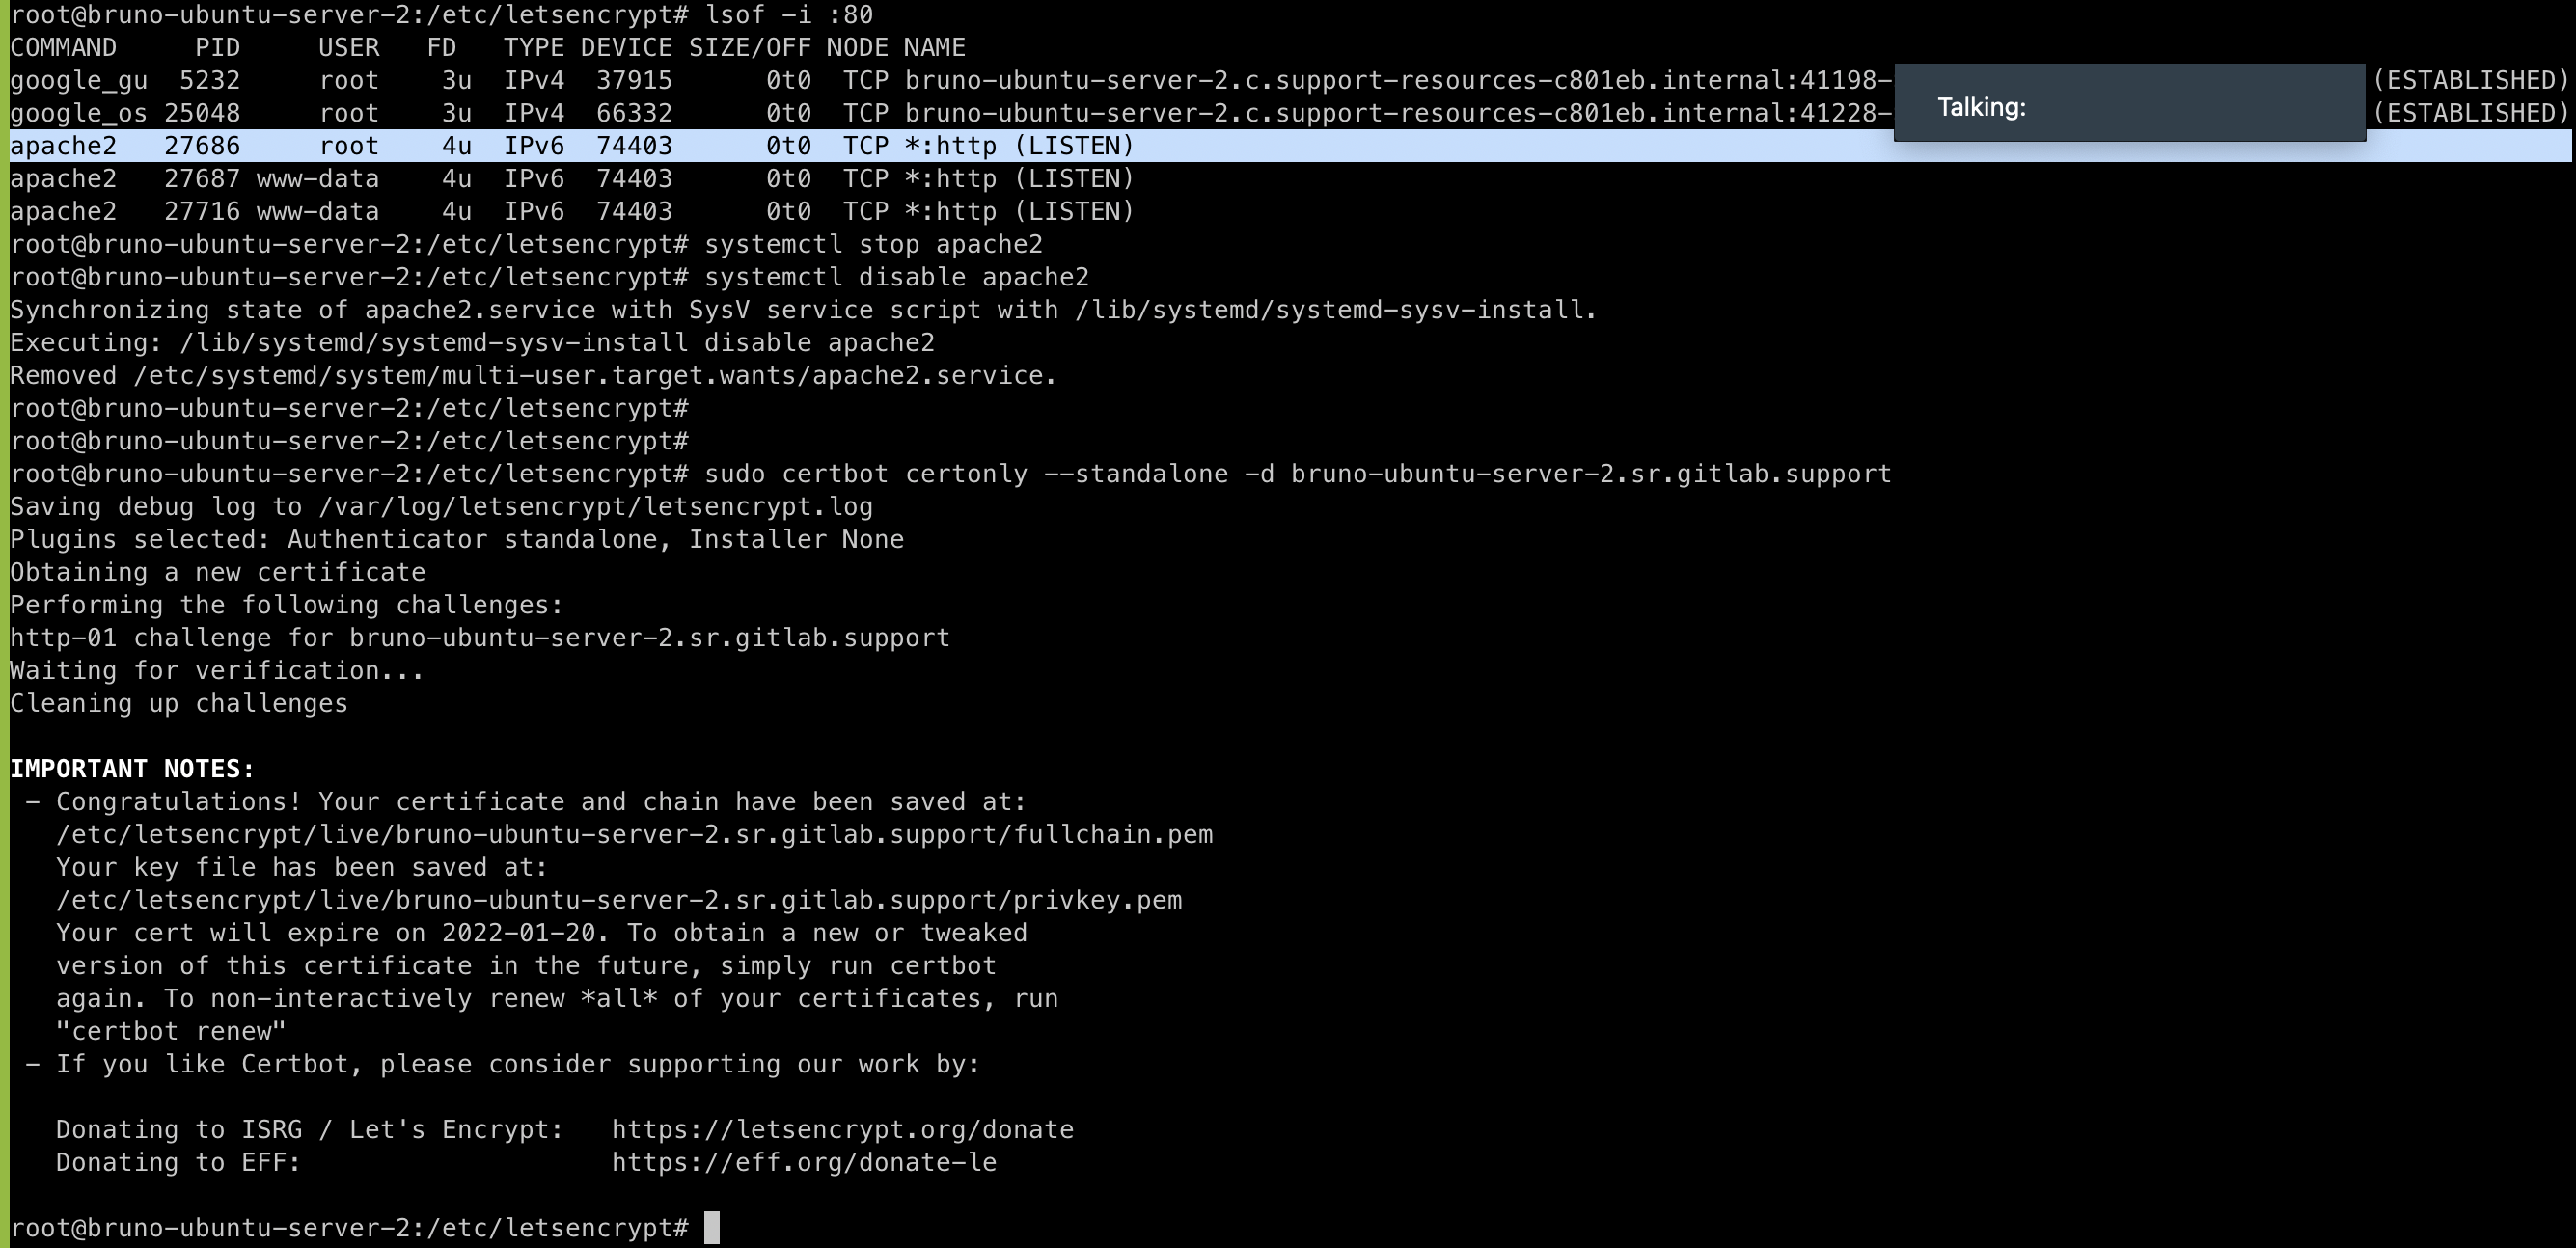 root@bruno-ubuntu-server-2:/etc/letsencrypt# lsof -i :80
COMMAND     PID     USER   FD   TYPE DEVICE SIZE/OFF NODE NAME
google_gu  5232     root    3u  IPv4  37915      0t0  TCP bruno-ubuntu-server-2.c.support-resources-c801eb.internal:41198- (ESTABLISHED)
Talking:
google_os 25048     root    3u  IPv4  66332      0t0  TCP bruno-ubuntu-server-2.c.support-resources-c801eb.internal:41228- (ESTABLISHED)
apache2   27686     root    4u  IPv6  74403      0t0  TCP *:http (LISTEN)
apache2   27687 www-data    4u  IPv6  74403      0t0  TCP *:http (LISTEN)
apache2   27716 www-data    4u  IPv6  74403      0t0  TCP *:http (LISTEN)
root@bruno-ubuntu-server-2:/etc/letsencrypt# systemctl stop apache2
root@bruno-ubuntu-server-2:/etc/letsencrypt# systemctl disable apache2
Synchronizing state of apache2.service with SysV service script with /lib/systemd/systemd-sysv-install.
Executing: /lib/systemd/systemd-sysv-install disable apache2
Removed /etc/systemd/system/multi-user.target.wants/apache2.service.
root@bruno-ubuntu-server-2:/etc/letsencrypt#
root@bruno-ubuntu-server-2:/etc/letsencrypt#
root@bruno-ubuntu-server-2:/etc/letsencrypt# sudo certbot certonly --standalone -d bruno-ubuntu-server-2.sr.gitlab.support
Saving debug log to /var/log/letsencrypt/letsencrypt.log
Plugins selected: Authenticator standalone, Installer None
Obtaining a new certificate
Performing the following challenges:
http-01 challenge for bruno-ubuntu-server-2.sr.gitlab.support
Waiting for verification...
Cleaning up challenges

IMPORTANT NOTES:
 - Congratulations! Your certificate and chain have been saved at:
   /etc/letsencrypt/live/bruno-ubuntu-server-2.sr.gitlab.support/fullchain.pem
   Your key file has been saved at:
   /etc/letsencrypt/live/bruno-ubuntu-server-2.sr.gitlab.support/privkey.pem
   Your cert will expire on 2022-01-20. To obtain a new or tweaked
   version of this certificate in the future, simply run certbot
   again. To non-interactively renew *all* of your certificates, run
   "certbot renew"
 - If you like Certbot, please consider supporting our work by:

   Donating to ISRG / Let's Encrypt:   https://letsencrypt.org/donate
   Donating to EFF:                    https://eff.org/donate-le

root@bruno-ubuntu-server-2:/etc/letsencrypt#